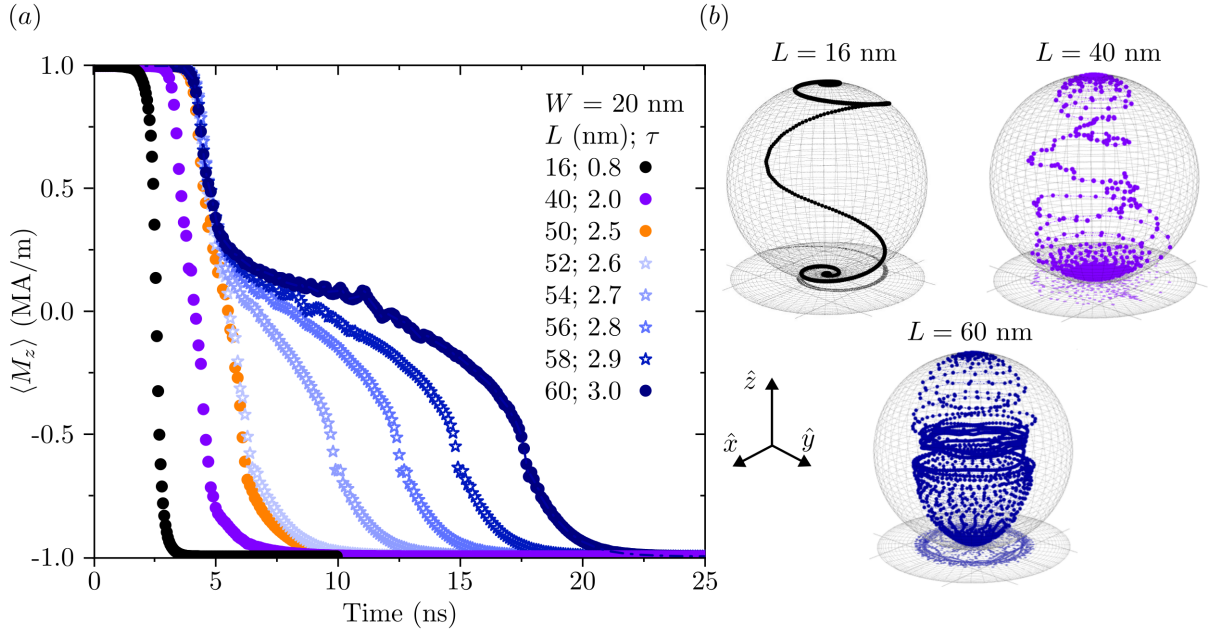 (a)
⟨M_z⟩ (MA/m)
1.0
0.5
0.0
-0.5
-1.0
0 5 10 15 20 25
Time (ns)
W = 20 nm
L (nm); τ
16; 0.8
40; 2.0
50; 2.5
52; 2.6
54; 2.7
56; 2.8
58; 2.9
60; 3.0
(b)
L = 16 nm
L = 40 nm
L = 60 nm
ẑ
x̂
ŷ